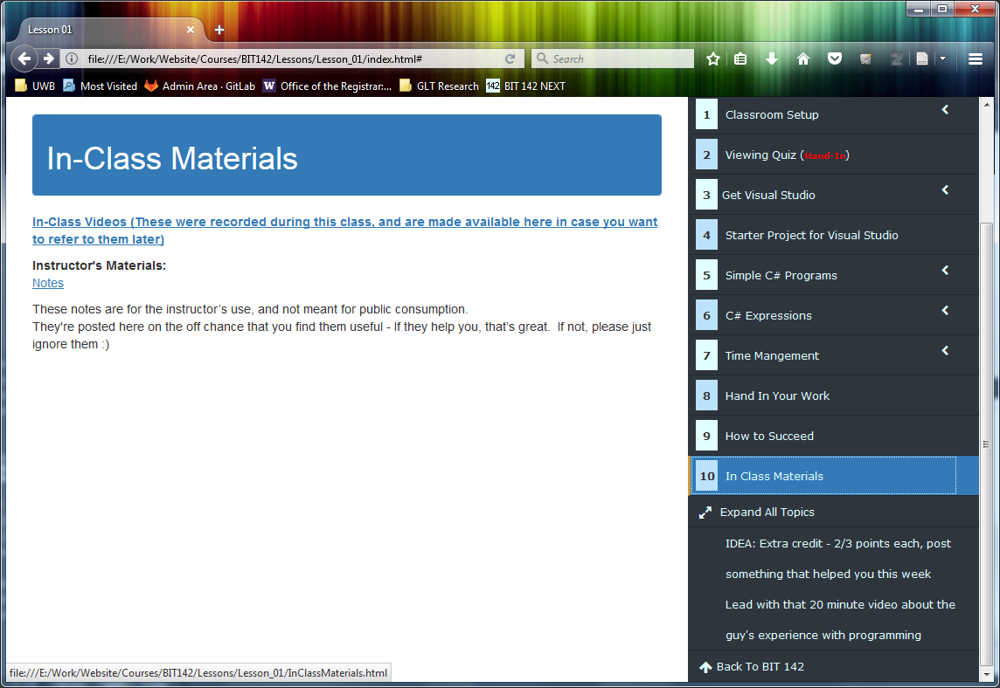 Lesson 01
file:///E:/Work/Website/Courses/BIT142/Lessons/Lesson_01/index.html#
Search
UWB
Most Visited
Admin Area · GitLab
W Office of the Registrar:...
GLT Research
142 BIT 142 NEXT
In-Class Materials
In-Class Videos (These were recorded during this class, and are made available here in case you want
to refer to them later)
Instructor's Materials:
Notes
These notes are for the instructor’s use, and not meant for public consumption.
They're posted here on the off chance that you find them useful - If they help you, that’s great.  If not, please just
ignore them :)
1 Classroom Setup
2 Viewing Quiz (Hand-In)
3 Get Visual Studio
4 Starter Project for Visual Studio
5 Simple C# Programs
6 C# Expressions
7 Time Mangement
8 Hand In Your Work
9 How to Succeed
10 In Class Materials
Expand All Topics
IDEA: Extra credit - 2/3 points each, post
something that helped you this week
Lead with that 20 minute video about the
guy's experience with programming
Back To BIT 142
file:///E:/Work/Website/Courses/BIT142/Lessons/Lesson_01/InClassMaterials.html